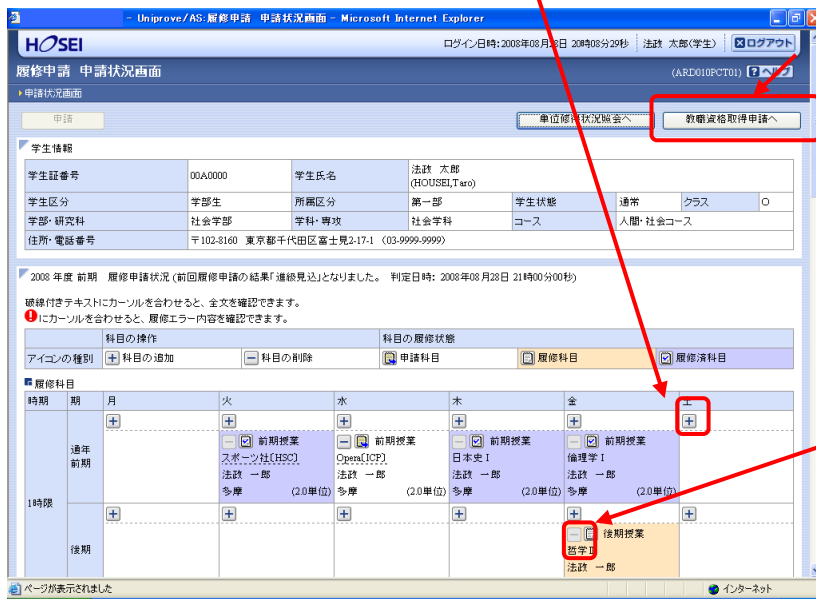 - Uniprove/AS:履修申請 申請状況画面 - Microsoft Internet Explorer
HOSEI
ログイン日時:2008年08月28日 20時08分29秒 法政 太郎(学生) ログアウト
履修申請 申請状況画面 (ARD010PCT01) ? ヘルプ
申請状況画面
申請 単位修得状況照会へ 教職資格取得申請へ
学生情報
学生証番号 00A0000 学生氏名 法政 太郎
(HOUSEI,Taro)
学生区分 学部生 所属区分 第一部 学生状態 通常 クラス O
学部・研究科 社会学部 学科・専攻 社会学科 コース 人間・社会コース
住所・電話番号 〒102-8160 東京都千代田区富士見2-17-1 (03-9999-9999)
2008 年度 前期 履修申請状況 (前回履修申請の結果「進級見込」となりました。 判定日時: 2008年08月28日 21時00分00秒)
破線付きテキストにカーソルを合わせると、全文を確認できます。
にカーソルを合わせると、履修エラー内容を確認できます。
科目の操作 科目の履修状態
アイコンの種別 科目の追加 科目の削除 申請科目 履修科目 履修済科目
履修科目
時期 期 月 火 水 木 金 土
1時限 通年
前期
前期授業 前期授業 前期授業 前期授業
スポーツ社[HSC] Opera[ICP] 日本史 I 倫理学 I
法政 一郎 法政 一郎 法政 一郎 法政 一郎
多摩 (2.0単位) 多摩 (2.0単位) 多摩 (2.0単位) 多摩 (2.0単位)
後期
後期授業
哲学II
法政 一郎
ページが表示されました インターネット